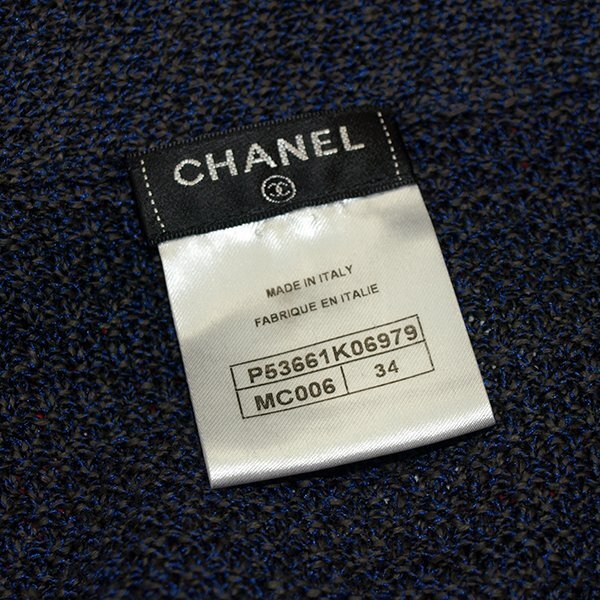 CHANEL
MADE IN ITALY
FABRIQUE EN ITALIE
P53661K06979
MC006 34